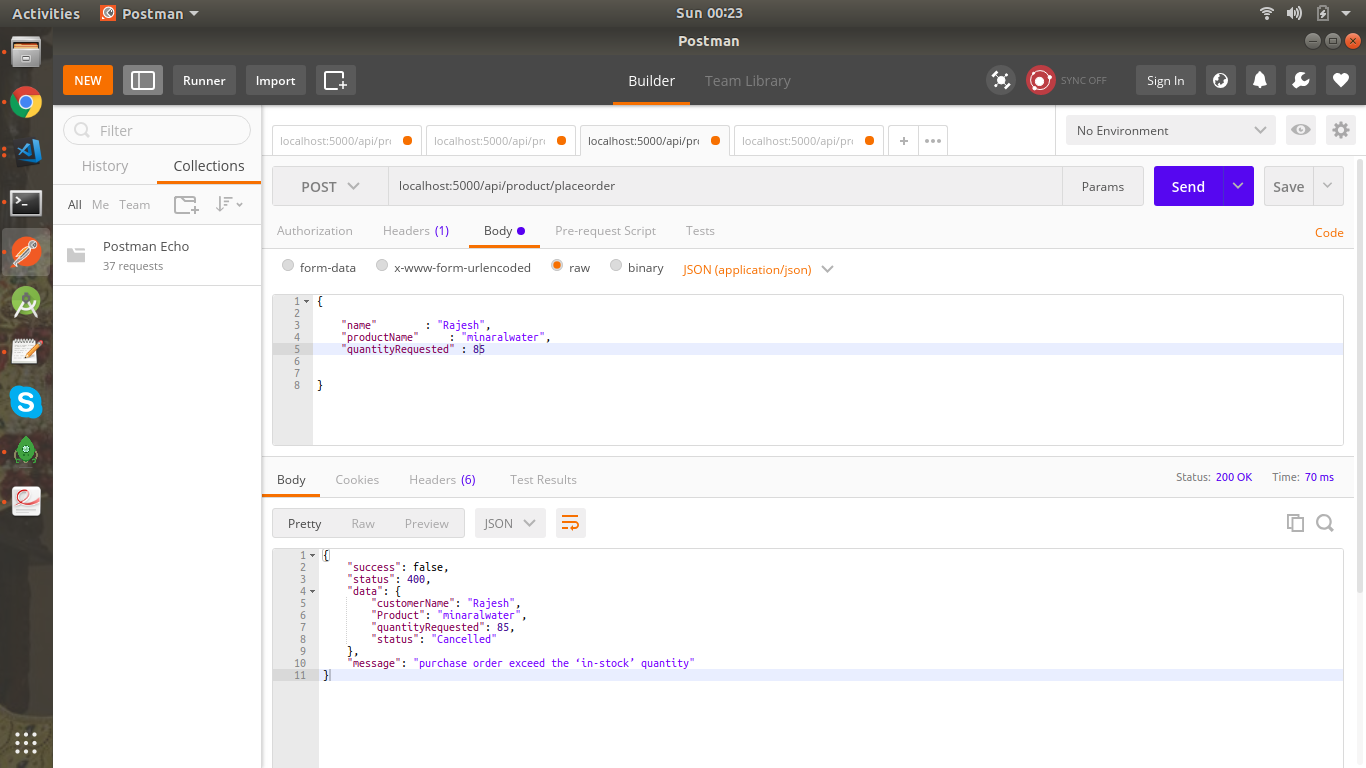 Activities Postman Sun 00:23
Postman
NEW Runner Import Builder Team Library SYNC OFF Sign In
Filter
History Collections
All Me Team
Postman Echo
37 requests
localhost:5000/api/pr localhost:5000/api/pr localhost:5000/api/pr localhost:5000/api/pr + ••• No Environment
POST localhost:5000/api/product/placeorder Params Send Save
Authorization Headers (1) Body Pre-request Script Tests Code
form-data x-www-form-urlencoded raw binary JSON (application/json)
1 {
2
3 "name" : "Rajesh",
4 "productName" : "minaralwater",
5 "quantityRequested" : 85
6
7
8 }
Body Cookies Headers (6) Test Results Status: 200 OK Time: 70 ms
Pretty Raw Preview JSON
1 {
2 "success": false,
3 "status": 400,
4 "data": {
5 "customerName": "Rajesh",
6 "Product": "minaralwater",
7 "quantityRequested": 85,
8 "status": "Cancelled"
9 },
10 "message": "purchase order exceed the ‘in-stock’ quantity"
11 }